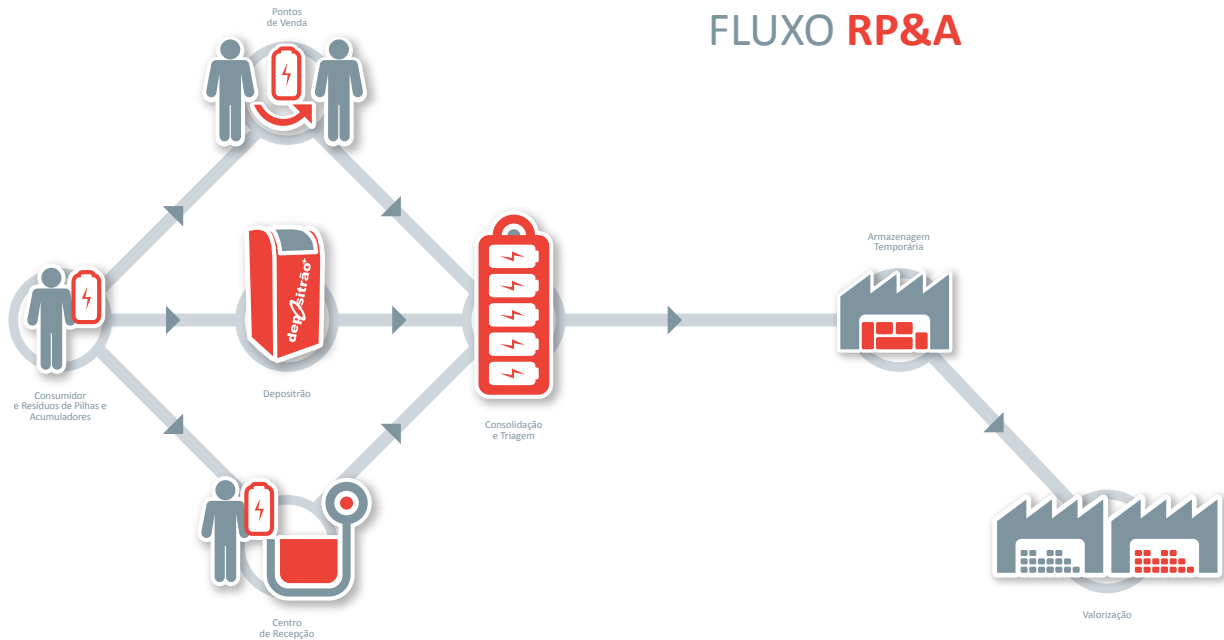 Pontos
de Venda
FLUXO RP&A
Armazenagem
Temporária
depositrão+
Consumidor
e Resíduos de Pilhas e
Acumuladores
Depositrão
Consolidação
e Triagem
Centro
de Recepção
Valorização